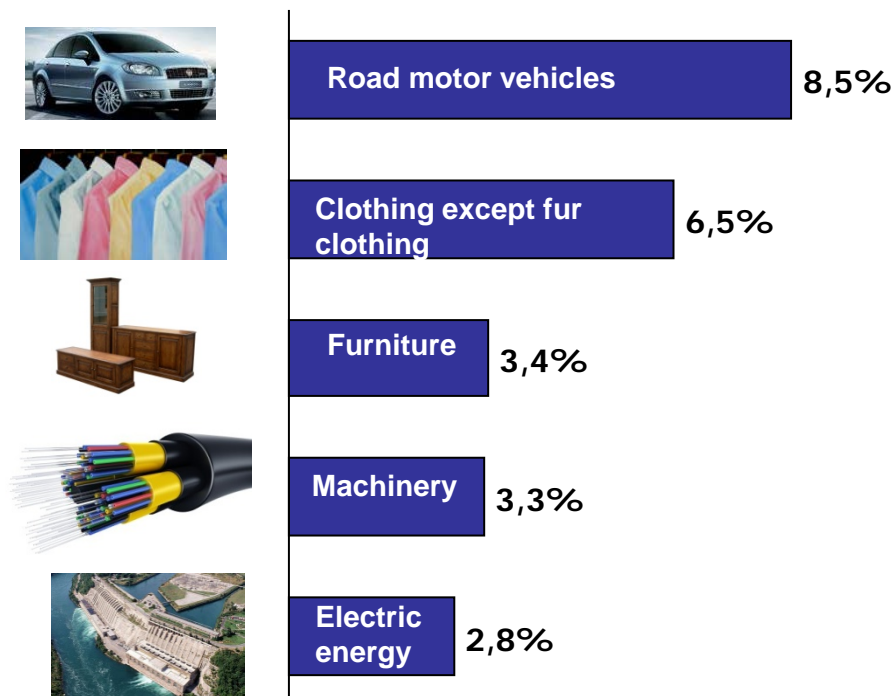 Road motor vehicles
8,5%
Clothing except fur
clothing
6,5%
Furniture
3,4%
Machinery
3,3%
Electric
energy
2,8%